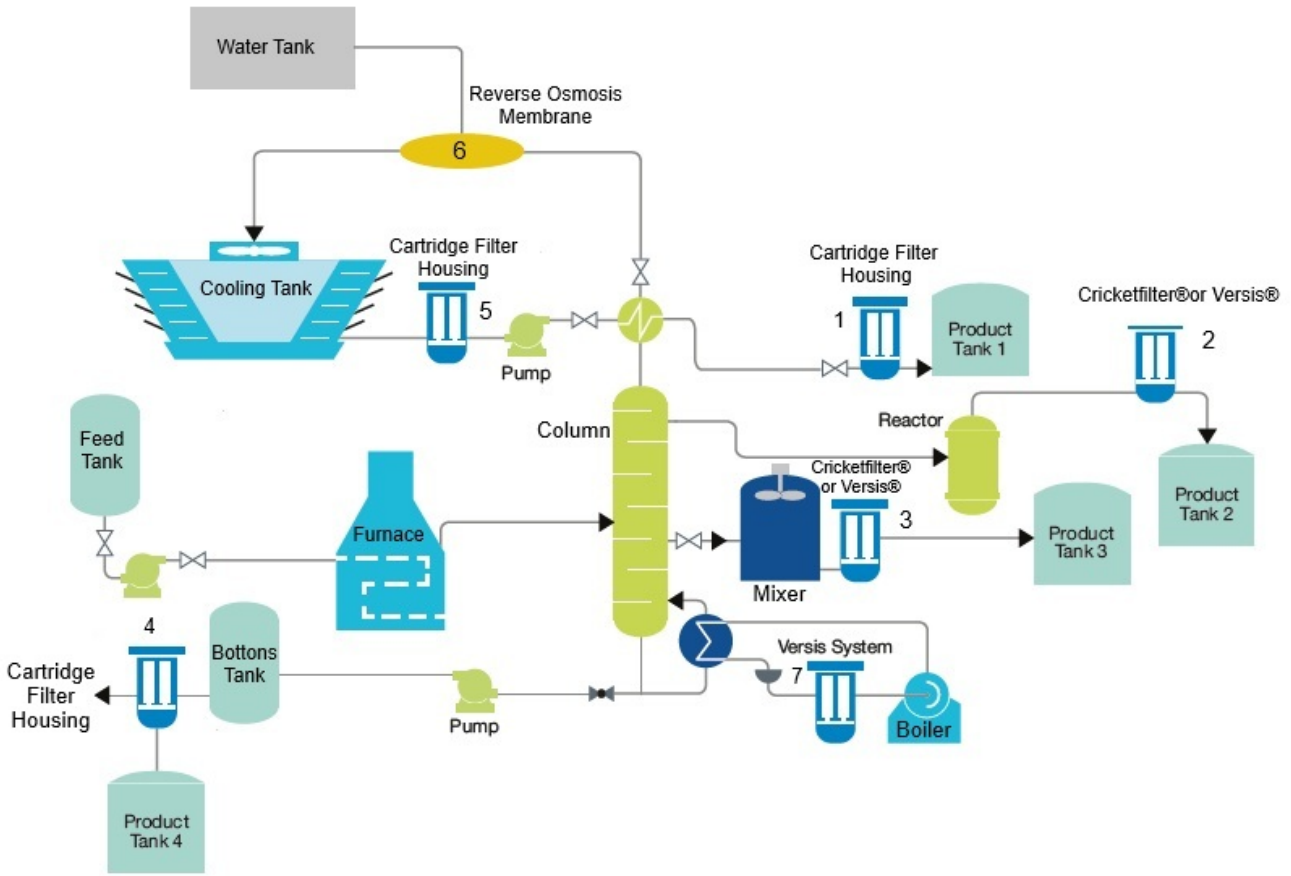 Water Tank
Reverse Osmosis
Membrane
6
Cartridge Filter
Housing
5
Cooling Tank
Pump
Cartridge Filter
Housing
1
Product
Tank 1
Cricketfilter®or Versis®
2
Column
Reactor
Feed
Tank
Cricketfilter®
or Versis®
3
Product
Tank 2
Furnace
Product
Tank 3
Mixer
4
Bottons
Tank
Cartridge
Filter
Housing
Pump
Versis System
7
Boiler
Product
Tank 4